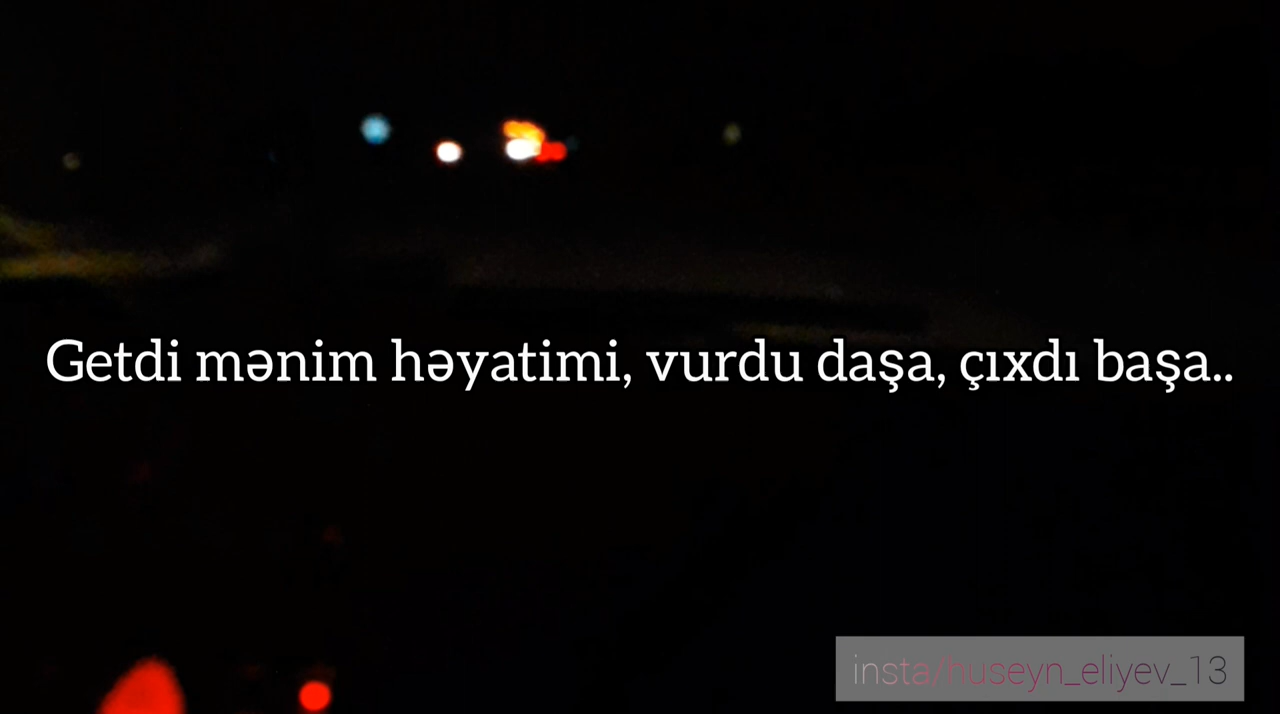 Getdi mənim həyatimi, vurdu daşa, çıxdı başa..
insta/huseyn_eliyev_13